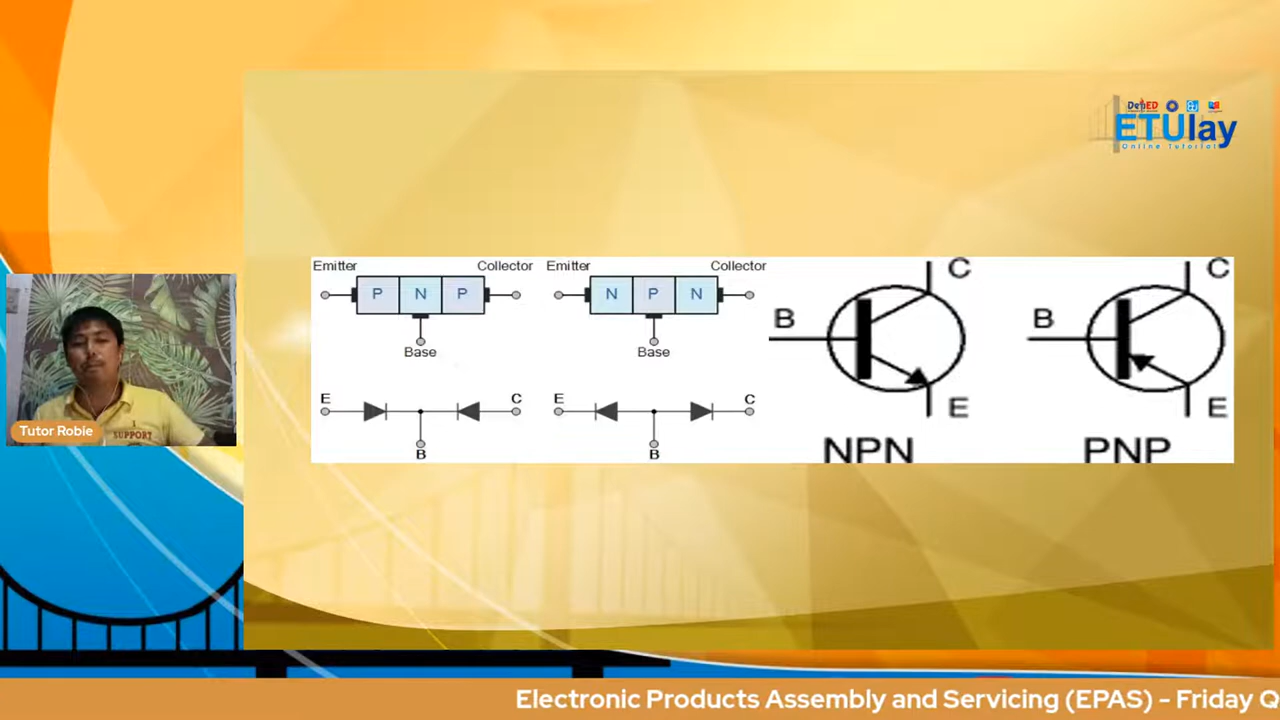 DepED
ETUlay
Online Tutorial
Emitter Collector Emitter Collector
P N P N P N
Base Base
E C E C
B B
C
B
E
NPN
C
B
E
PNP
I
SUPPORT
Tutor Robie
Electronic Products Assembly and Servicing (EPAS) - Friday Q